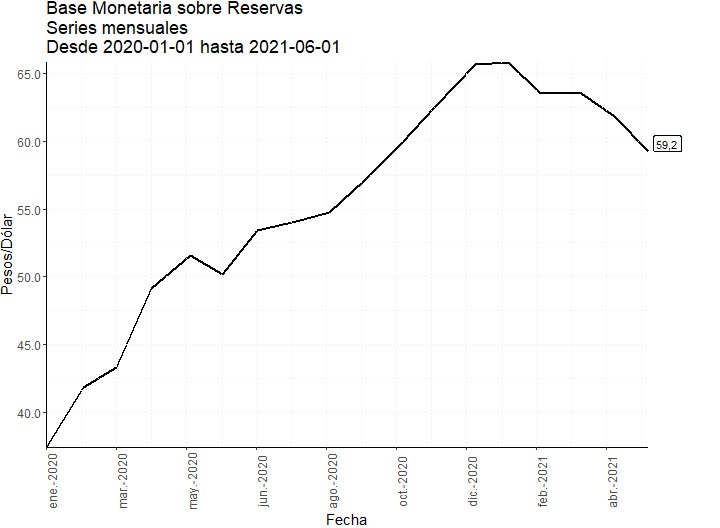 Base Monetaria sobre Reservas
Series mensuales
Desde 2020-01-01 hasta 2021-06-01
65.0
60.0
55.0
50.0
45.0
40.0
Pesos/Dólar
59,2
ene.-2020
mar.-2020
may.-2020
jun.-2020
ago.-2020
oct.-2020
dic.-2020
feb.-2021
abr.-2021
Fecha